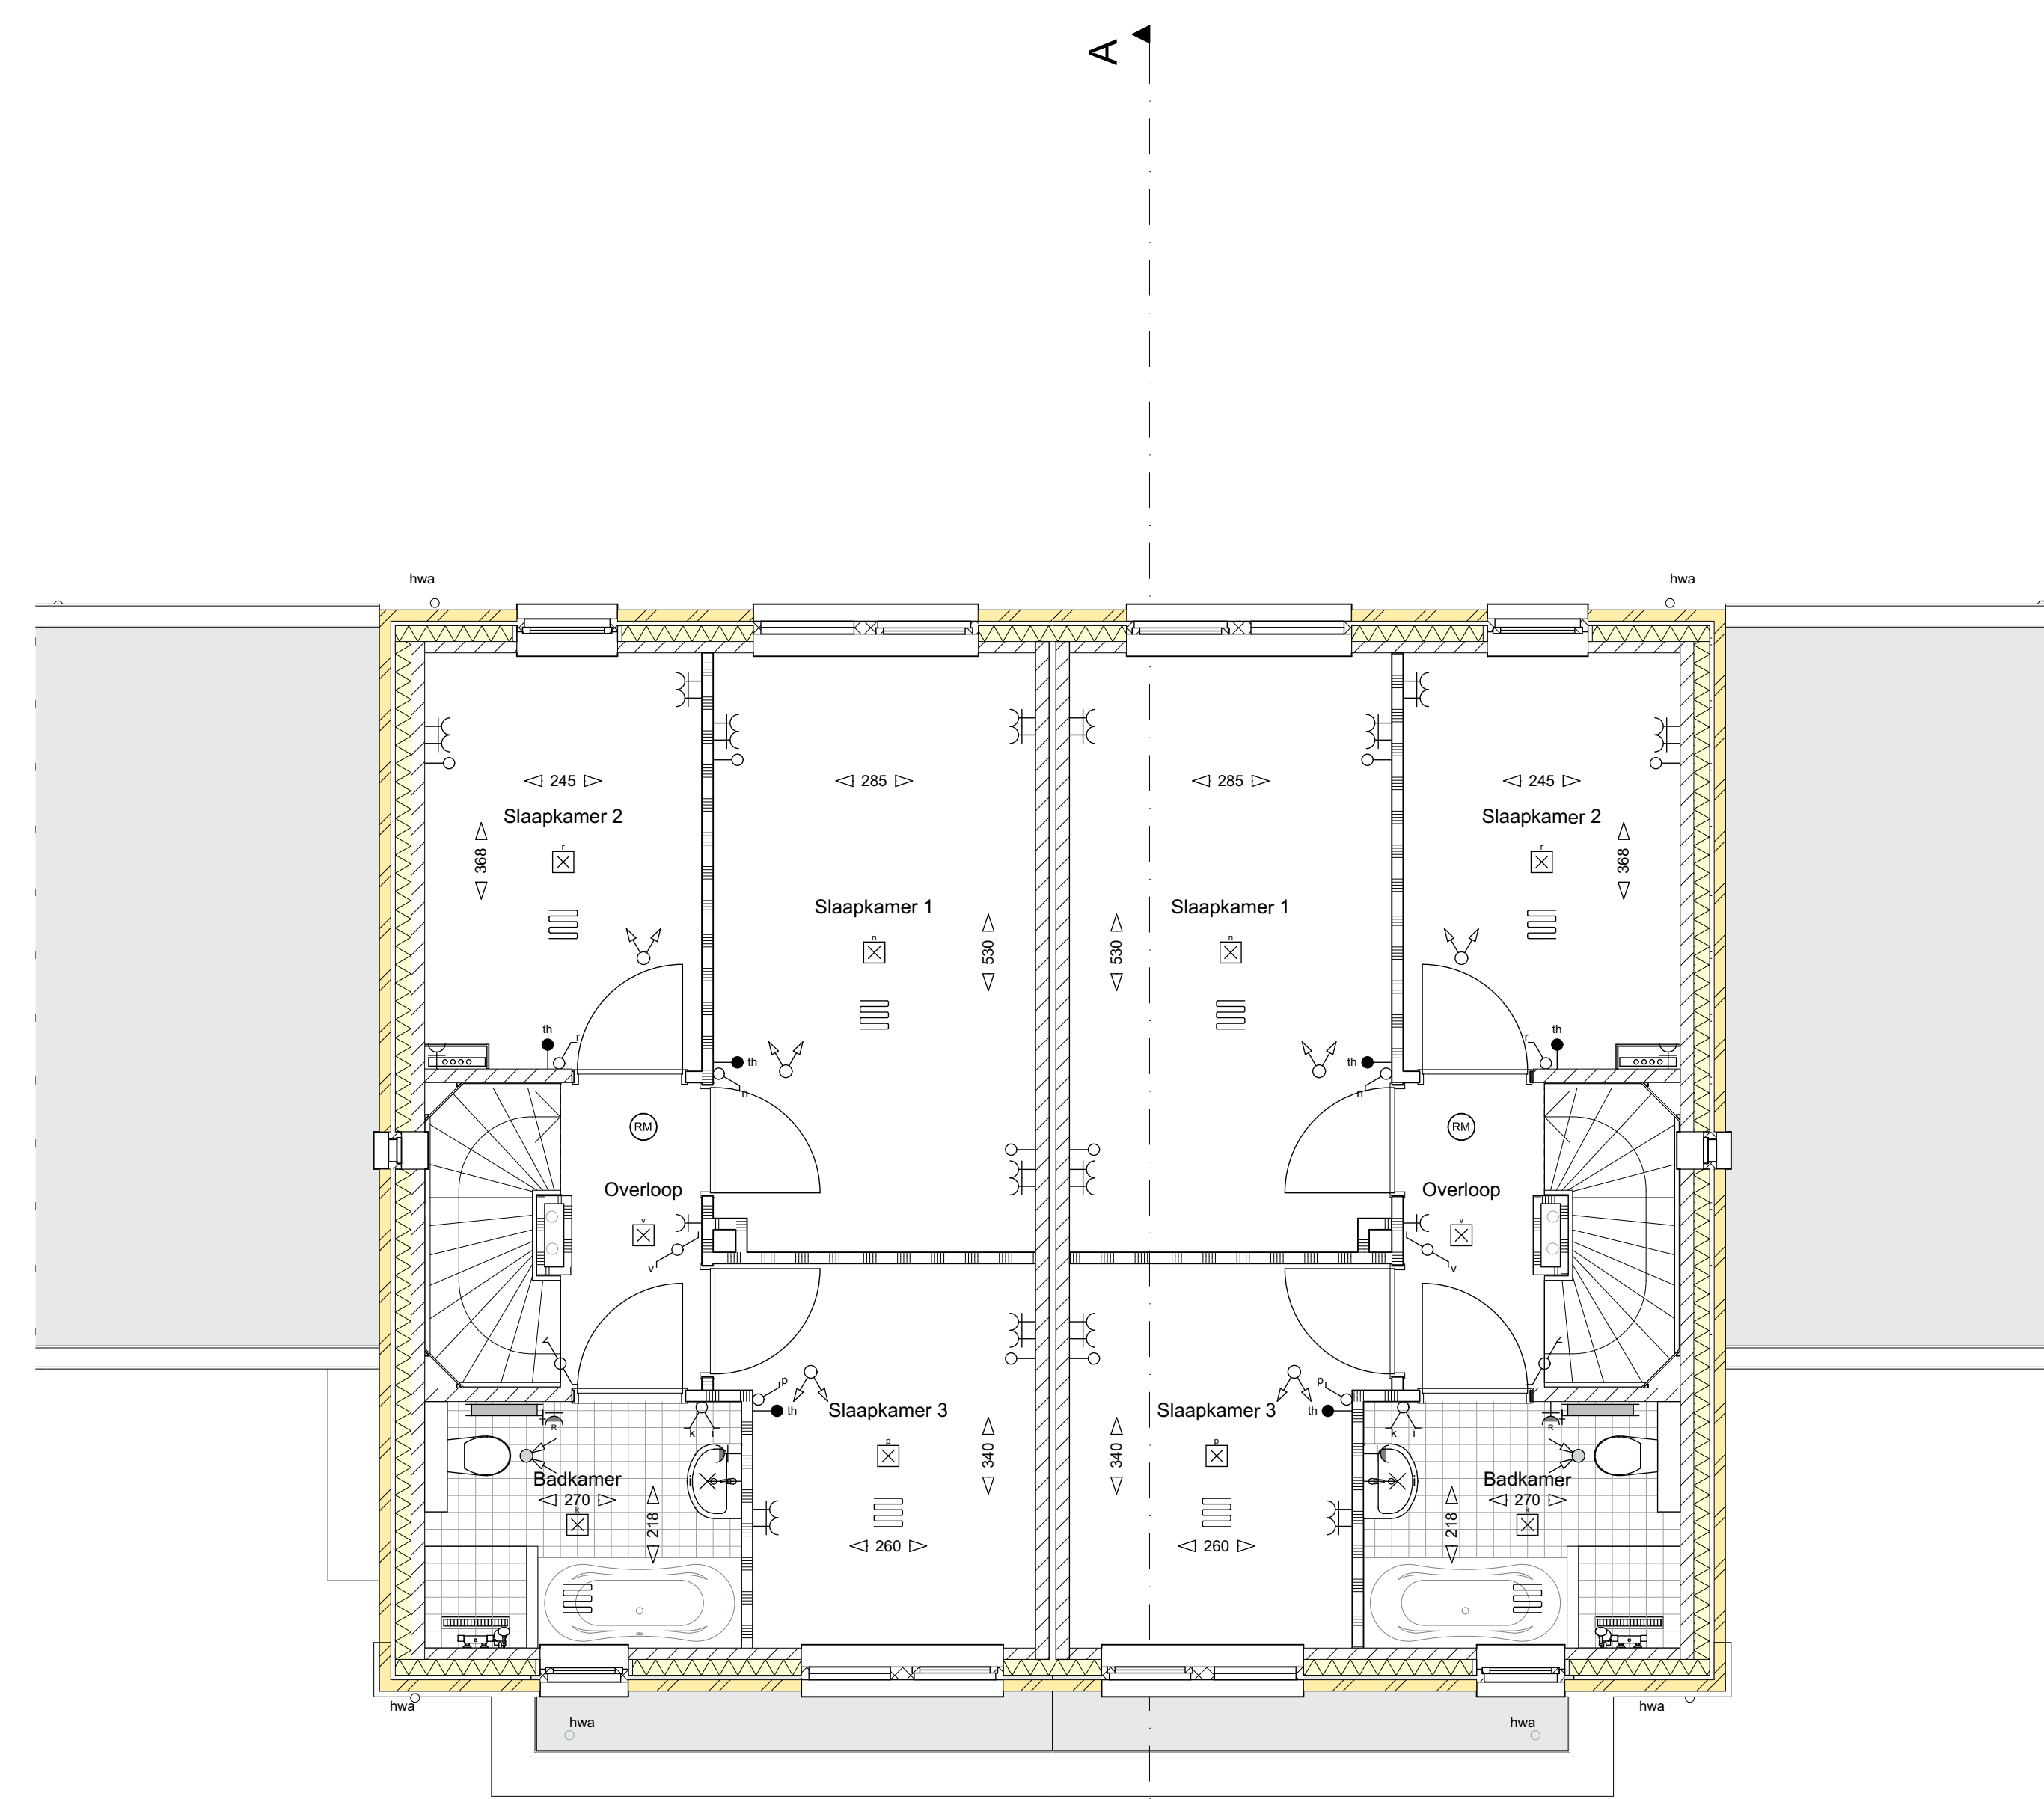 A
hwa hwa
245 285 285 245
Slaapkamer 2 Slaapkamer 2
r r
368 368
Slaapkamer 1 Slaapkamer 1
n n
530 530
th r r th
th th
n n
RM RM
Overloop Overloop
v v
v v
z z
p p
th Slaapkamer 3 Slaapkamer 3 th
R k i k i R
p p
340 340
Badkamer Badkamer
i i
270 270
k k
218 218
260 260
hwa hwa
hwa hwa